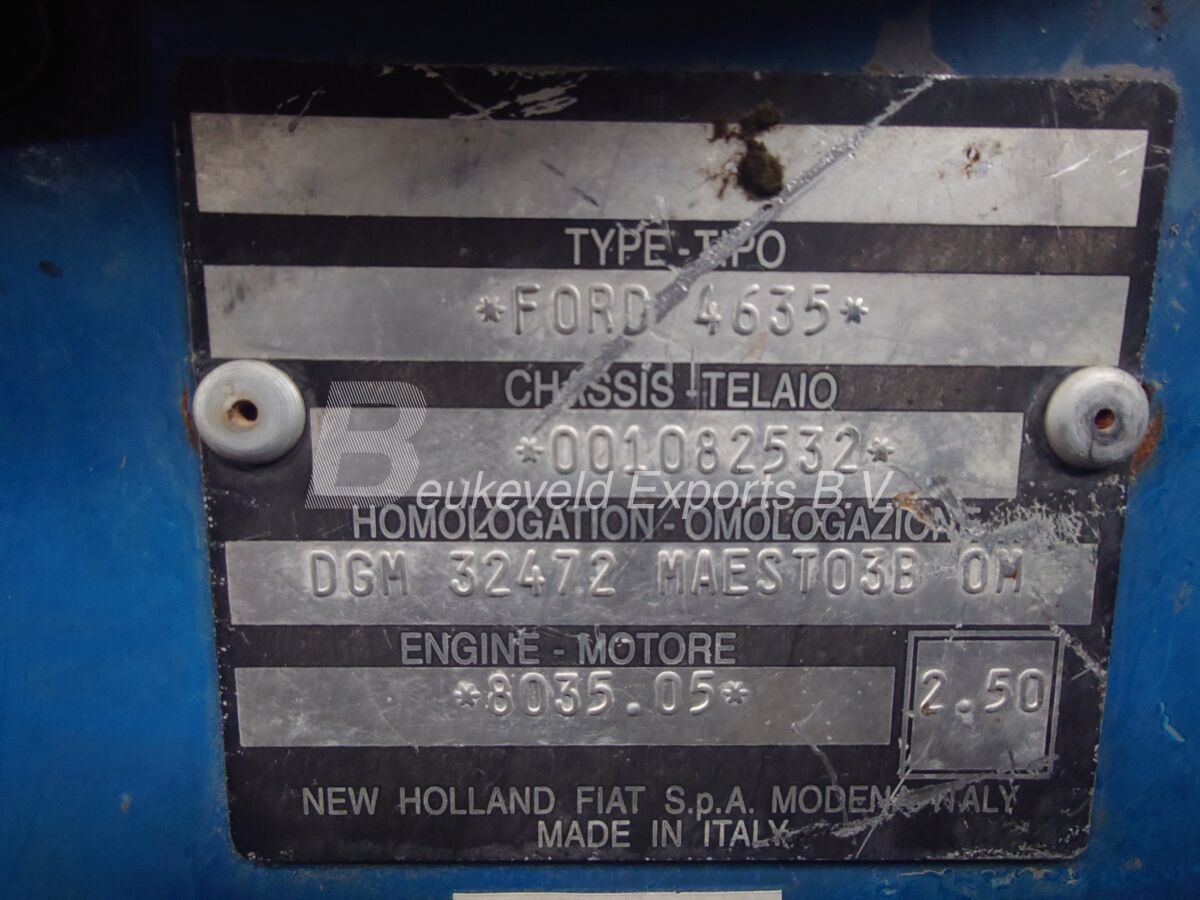 TYPE - TIPO
*FORD 4635*
CHASSIS - TELAIO
*001082532*
Beukeveld Exports B.V.
HOMOLOGATION - OMOLOGAZIONE
DGM 32472 MAEST03B OM
ENGINE - MOTORE
*8035.05*
2.50
NEW HOLLAND FIAT S.p.A. MODENA ITALY
MADE IN ITALY